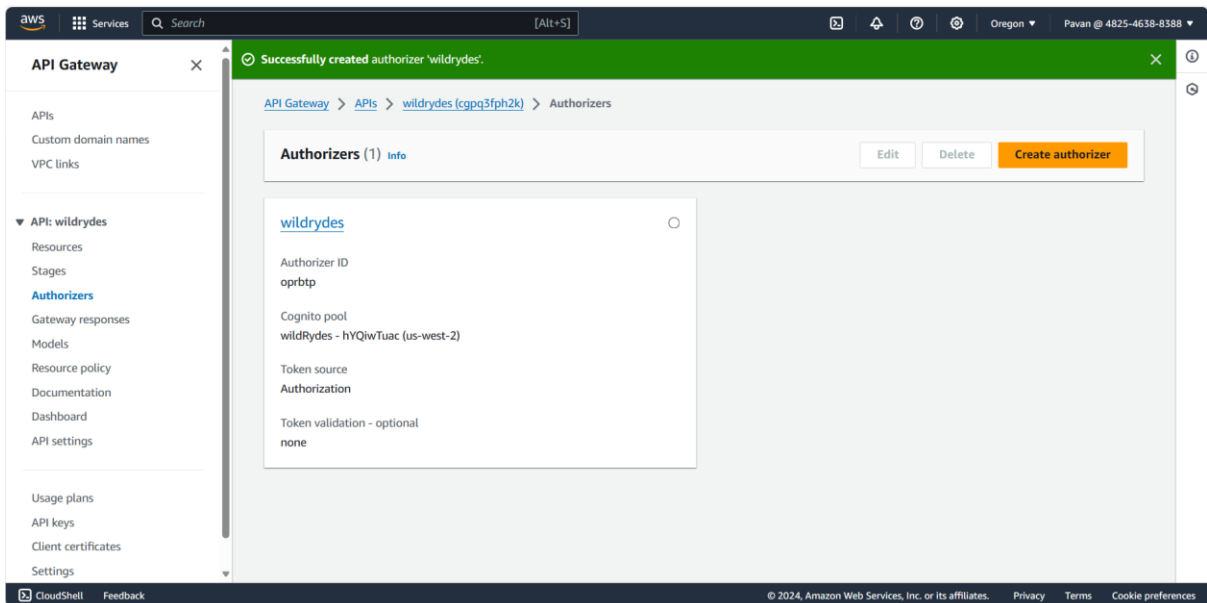 aws Services Search [Alt+S] Oregon ▼ Pavan @ 4825-4638-8388 ▼
API Gateway
APIs
Custom domain names
VPC links
▼ API: wildrydes
Resources
Stages
Authorizers
Gateway responses
Models
Resource policy
Documentation
Dashboard
API settings
Usage plans
API keys
Client certificates
Settings
Successfully created authorizer 'wildrydes'.
API Gateway > APIs > wildrydes (cgpq3fph2k) > Authorizers
Authorizers (1) Info Edit Delete Create authorizer
wildrydes
Authorizer ID
oprbtp
Cognito pool
wildRydes - hYQiwTuac (us-west-2)
Token source
Authorization
Token validation - optional
none
CloudShell Feedback © 2024, Amazon Web Services, Inc. or its affiliates. Privacy Terms Cookie preferences